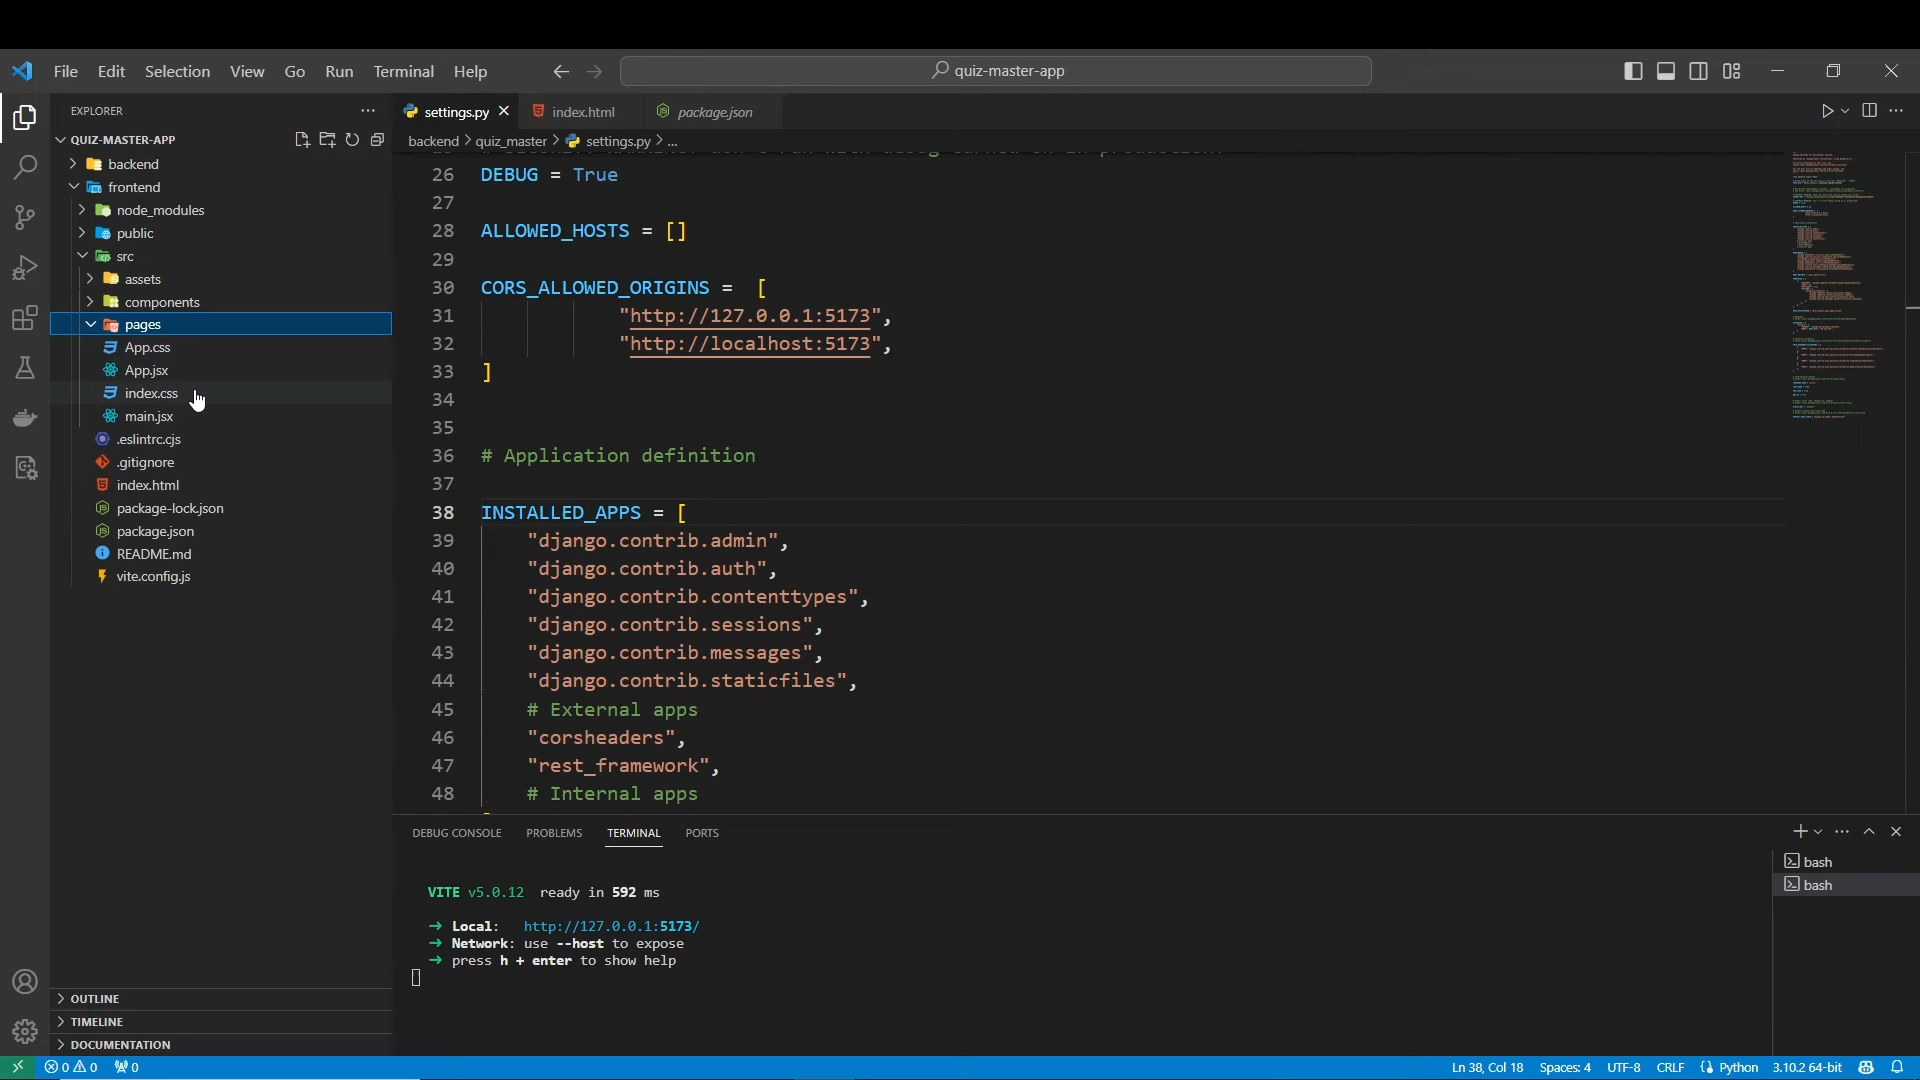 File Edit Selection View Go Run Terminal Help
quiz-master-app
EXPLORER
QUIZ-MASTER-APP
backend
frontend
node_modules
public
src
assets
components
pages
App.css
App.jsx
index.css
main.jsx
.eslintrc.cjs
.gitignore
index.html
package-lock.json
package.json
README.md
vite.config.js
OUTLINE
TIMELINE
DOCUMENTATION
settings.py index.html package.json
backend > quiz_master > settings.py > ...
26 DEBUG = True
27
28 ALLOWED_HOSTS = []
29
30 CORS_ALLOWED_ORIGINS = [
31 "http://127.0.0.1:5173",
32 "http://localhost:5173",
33 ]
34
35
36 # Application definition
37
38 INSTALLED_APPS = [
39 "django.contrib.admin",
40 "django.contrib.auth",
41 "django.contrib.contenttypes",
42 "django.contrib.sessions",
43 "django.contrib.messages",
44 "django.contrib.staticfiles",
45 # External apps
46 "corsheaders",
47 "rest_framework",
48 # Internal apps
DEBUG CONSOLE PROBLEMS TERMINAL PORTS
VITE v5.0.12 ready in 592 ms
➜ Local: http://127.0.0.1:5173/
➜ Network: use --host to expose
➜ press h + enter to show help
bash
bash
0 0 0 Ln 38, Col 18 Spaces: 4 UTF-8 CRLF Python 3.10.2 64-bit